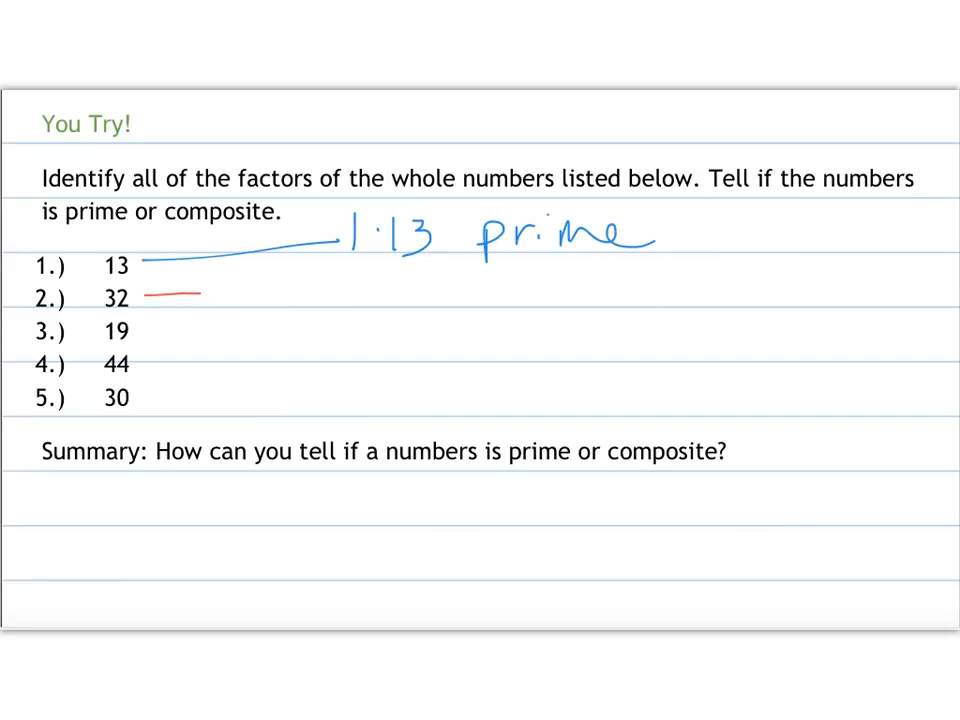 You Try!
Identify all of the factors of the whole numbers listed below. Tell if the numbers
is prime or composite.
1·13 prime
1.) 13
2.) 32
3.) 19
4.) 44
5.) 30
Summary: How can you tell if a numbers is prime or composite?